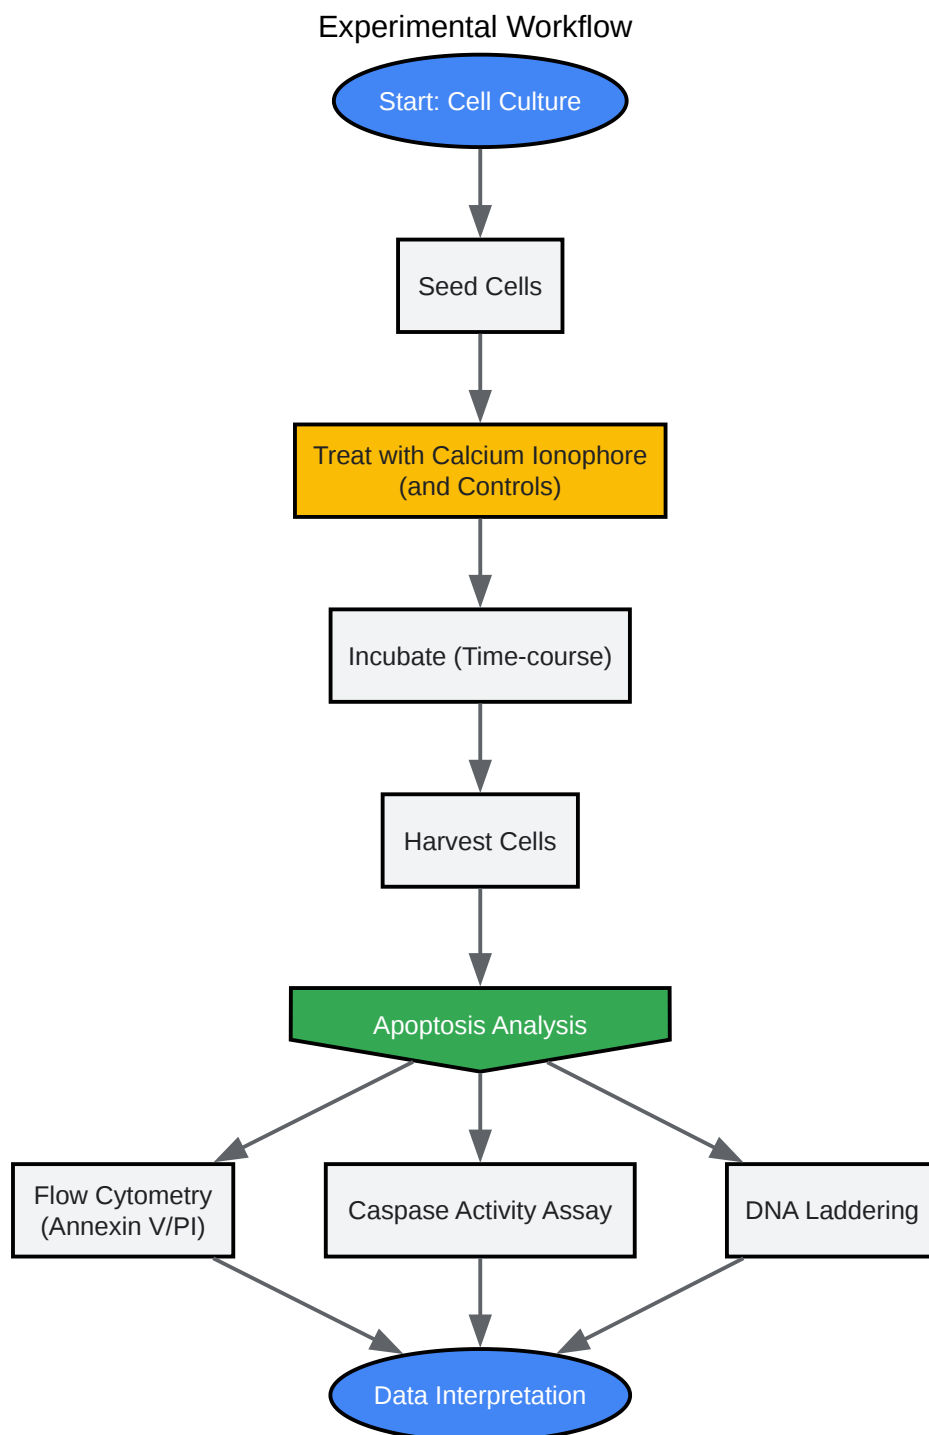 Experimental Workflow
Start: Cell Culture
Seed Cells
Treat with Calcium Ionophore
(and Controls)
Incubate (Time-course)
Harvest Cells
Apoptosis Analysis
Flow Cytometry
(Annexin V/PI)
Caspase Activity Assay
DNA Laddering
Data Interpretation